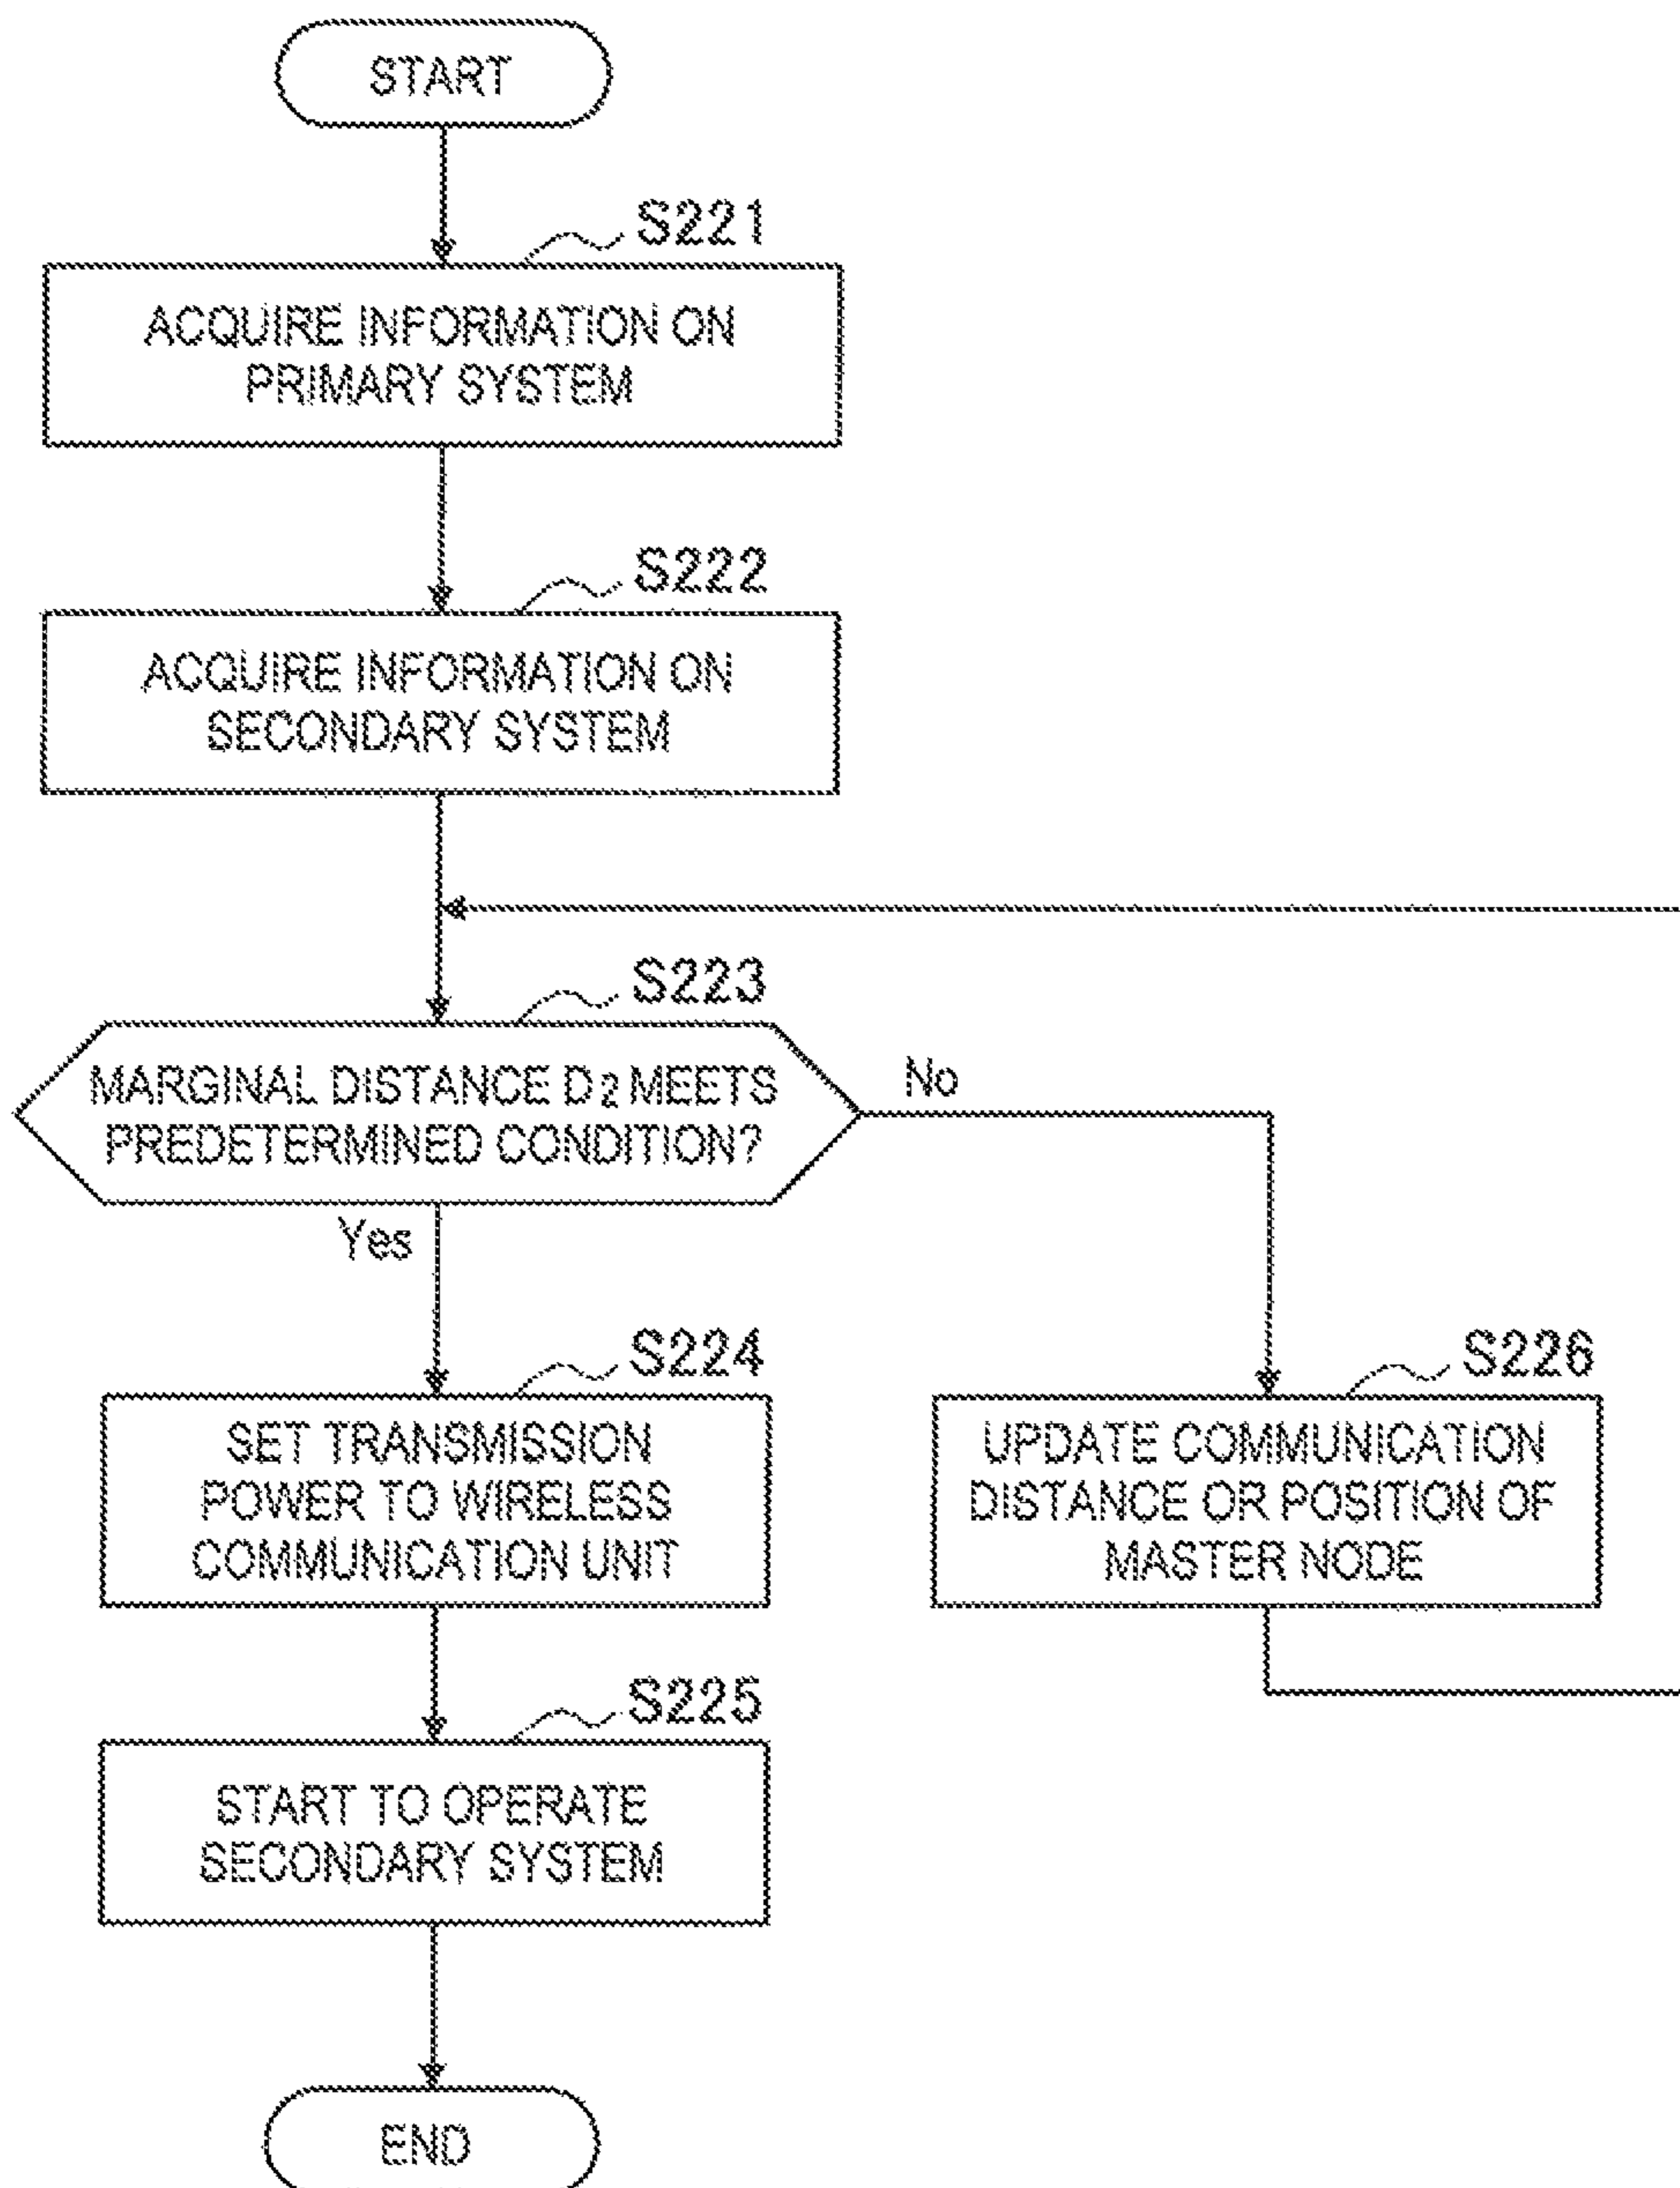 START
S221
ACQUIRE INFORMATION ON
PRIMARY SYSTEM
S222
ACQUIRE INFORMATION ON
SECONDARY SYSTEM
S223
MARGINAL DISTANCE D2 MEETS
PREDETERMINED CONDITION?
No
Yes
S224
SET TRANSMISSION
POWER TO WIRELESS
COMMUNICATION UNIT
S226
UPDATE COMMUNICATION
DISTANCE OR POSITION OF
MASTER NODE
S225
START TO OPERATE
SECONDARY SYSTEM
END